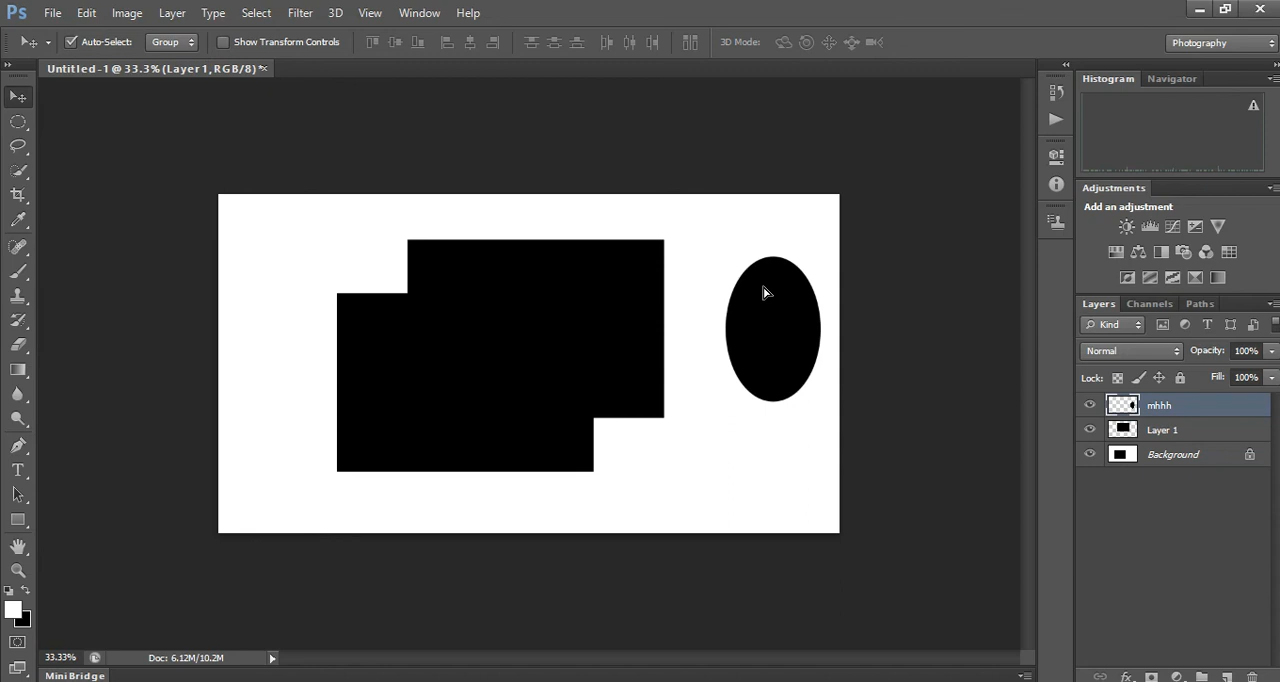 Ps File Edit Image Layer Type Select Filter 3D View Window Help
Auto-Select: Group Show Transform Controls 3D Mode: Photography
Untitled-1 @ 33.3% (Layer 1, RGB/8) *
Histogram Navigator
Adjustments
Add an adjustment
Layers Channels Paths
Kind T
Normal Opacity: 100%
Lock: Fill: 100%
mhhh
Layer 1
Background
T
33.33% Doc: 6.12M/10.2M
Mini Bridge
fx